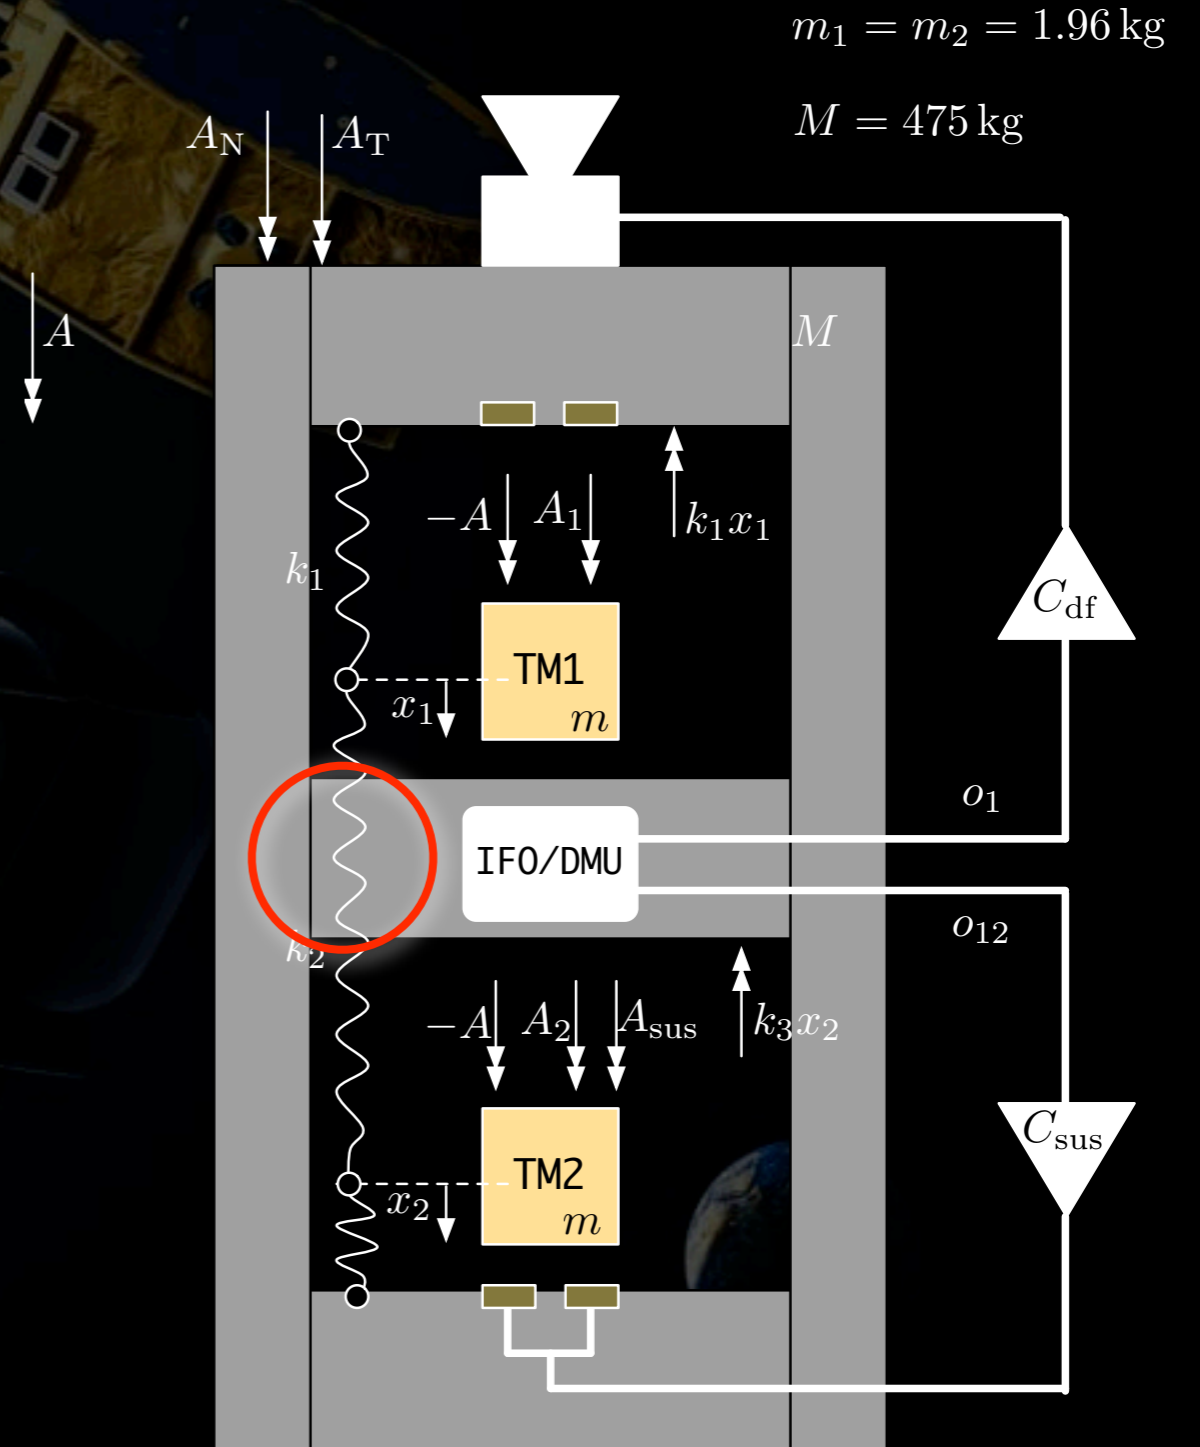 m₁ = m₂ = 1.96 kg
M = 475 kg
A_N
A_T
A
M
−A
A₁
k₁x₁
k₁
TM1
m
x₁
C_df
IFO/DMU
o₁
o₁₂
k₂
−A
A₂
A_sus
k₃x₂
TM2
m
x₂
C_sus